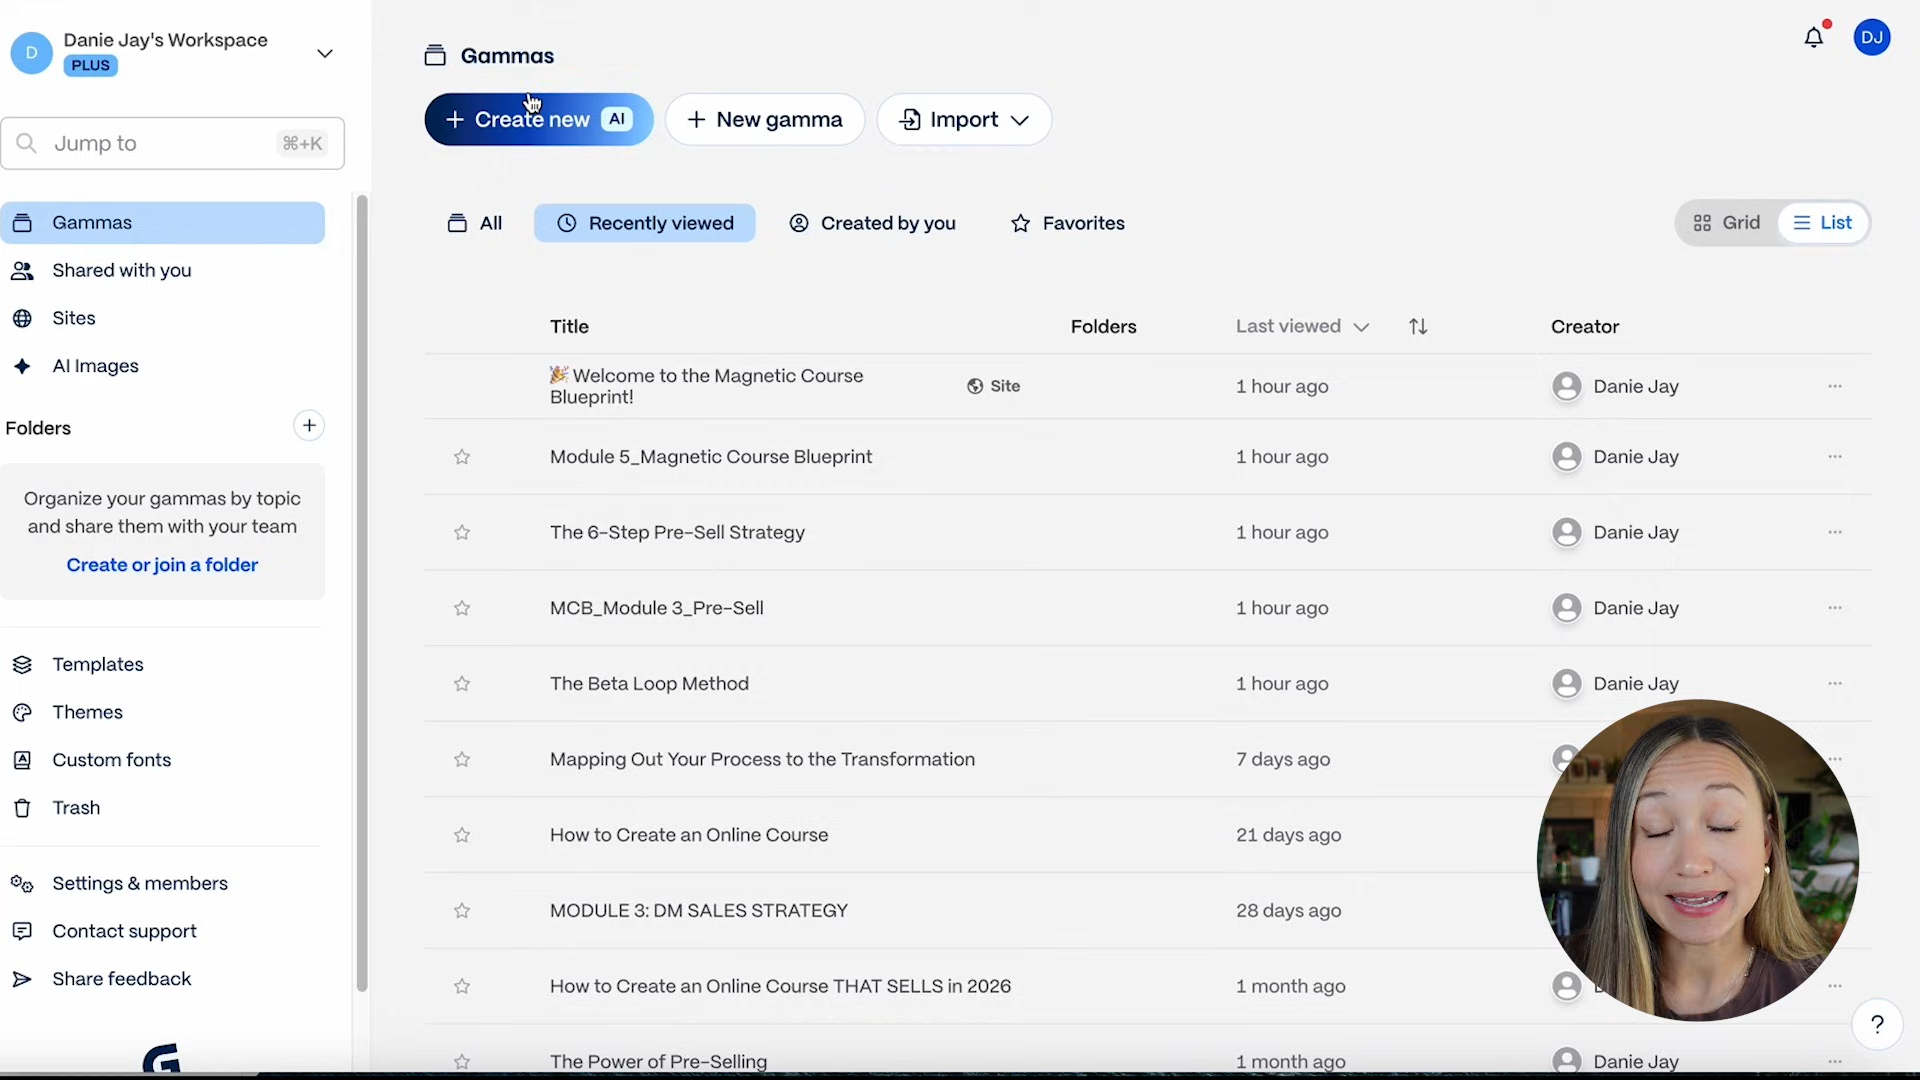 D
Danie Jay's Workspace
PLUS
Jump to
⌘+K
Gammas
Shared with you
Sites
AI Images
Folders
+
Organize your gammas by topic
and share them with your team
Create or join a folder
Templates
Themes
Custom fonts
Trash
Settings & members
Contact support
Share feedback
Gammas
DJ
+ Create new AI
+ New gamma
Import
All
Recently viewed
Created by you
Favorites
Grid
List
Title
Folders
Last viewed
Creator
🎉 Welcome to the Magnetic Course
Blueprint!
Site
1 hour ago
Danie Jay
Module 5_Magnetic Course Blueprint
1 hour ago
Danie Jay
The 6-Step Pre-Sell Strategy
1 hour ago
Danie Jay
MCB_Module 3_Pre-Sell
1 hour ago
Danie Jay
The Beta Loop Method
1 hour ago
Danie Jay
Mapping Out Your Process to the Transformation
7 days ago
How to Create an Online Course
21 days ago
MODULE 3: DM SALES STRATEGY
28 days ago
How to Create an Online Course THAT SELLS in 2026
1 month ago
The Power of Pre-Selling
1 month ago
Danie Jay
?